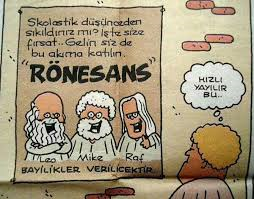 Skolastik düşünceden
sıkıldınız mı? İşte size
fırsat.. Gelin siz de
bu akıma katılın.
"RÖNESANS"
Leo Mike Raf
BAYİLİKLER VERİLECEKTİR.
HIZLI
YAYILIR
BU..